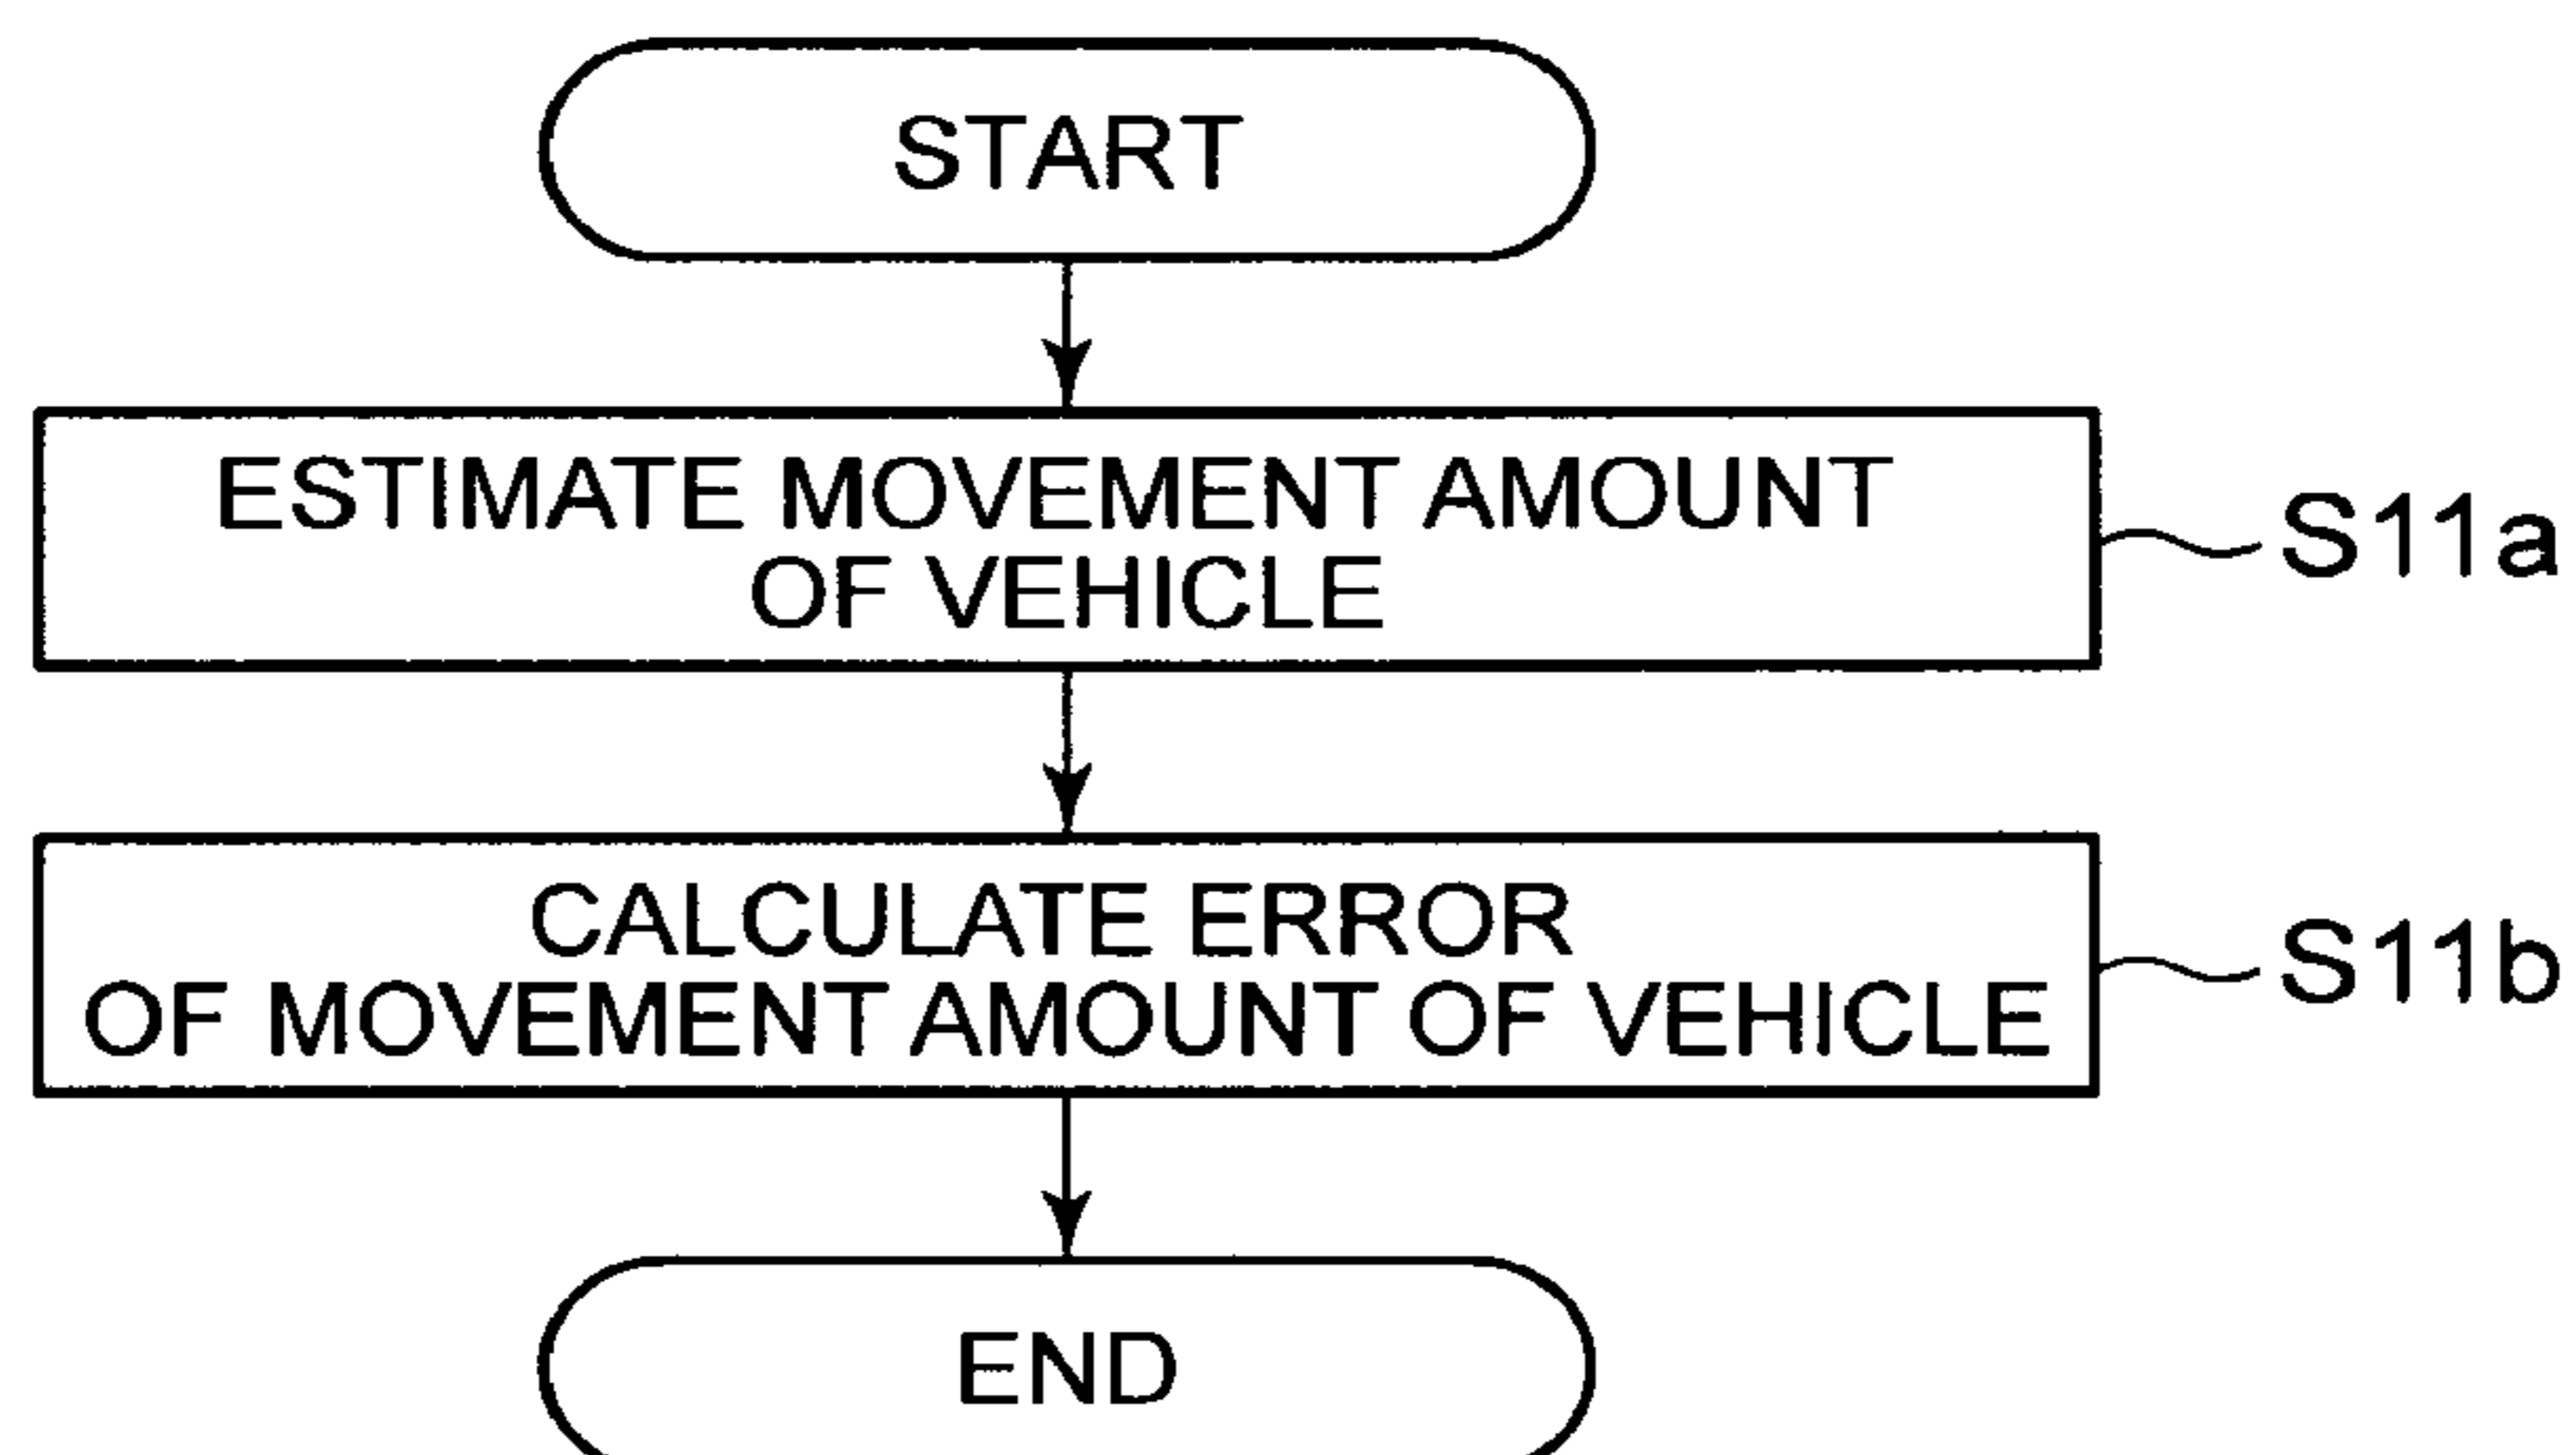 START
ESTIMATE MOVEMENT AMOUNT
OF VEHICLE
S11a
CALCULATE ERROR
OF MOVEMENT AMOUNT OF VEHICLE
S11b
END